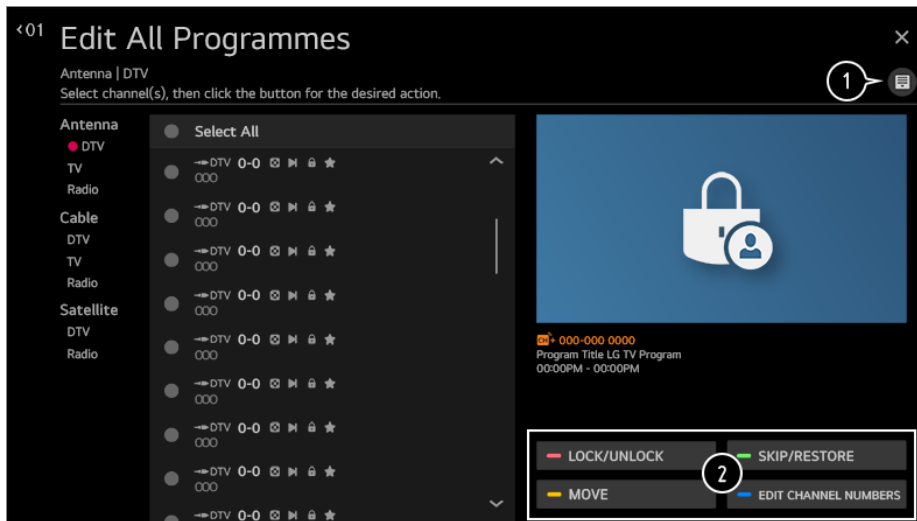 ‹01 Edit All Programmes
Antenna | DTV
Select channel(s), then click the button for the desired action.
1
Antenna
DTV
TV
Radio
Cable
DTV
TV
Radio
Satellite
DTV
Radio
Select All
DTV 0-0
000
DTV 0-0
000
DTV 0-0
000
DTV 0-0
000
DTV 0-0
000
DTV 0-0
000
DTV 0-0
000
DTV 0-0
000
DTV 0-0
CH+ 000-000 0000
Program Title LG TV Program
00:00PM - 00:00PM
LOCK/UNLOCK
SKIP/RESTORE
2
MOVE
EDIT CHANNEL NUMBERS